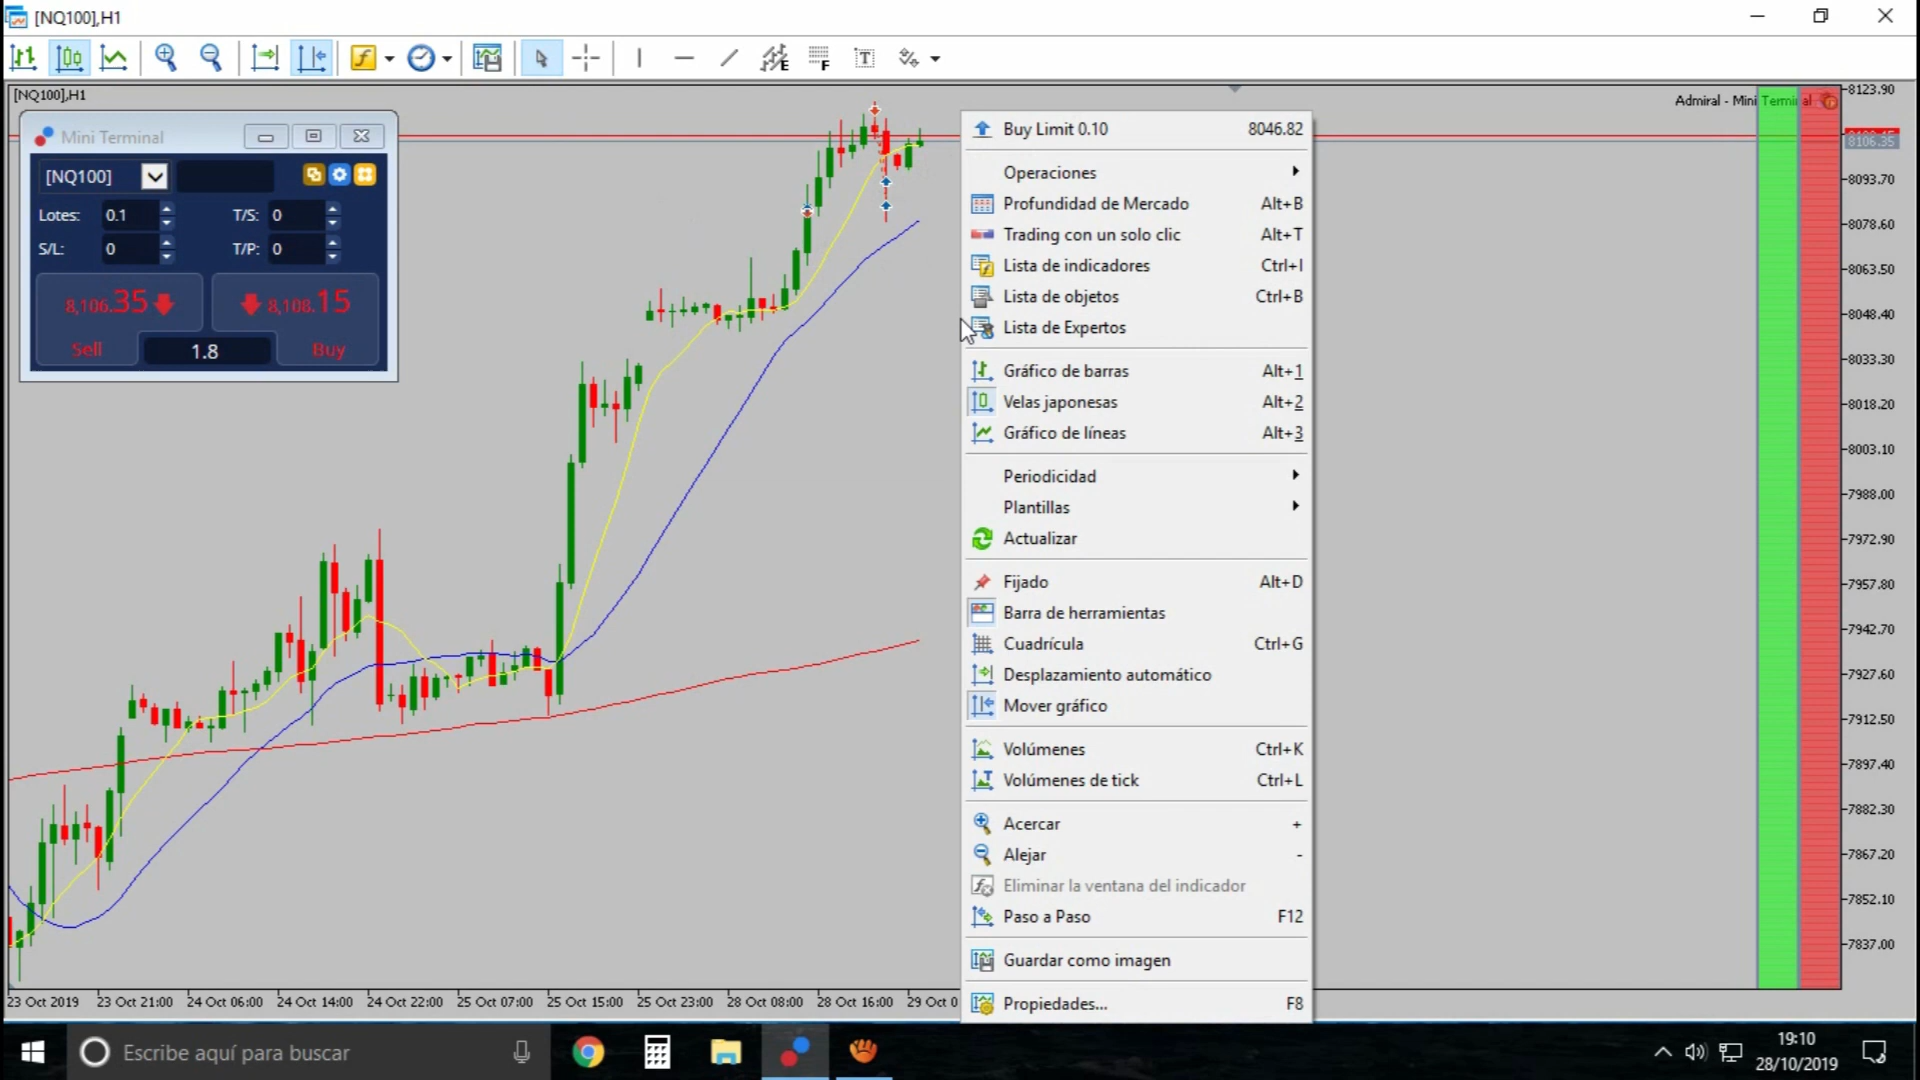 [NQ100],H1
E
F
T
[NQ100],H1
Admiral - Mini Terminal
Mini Terminal
[NQ100]
Lotes: 0.1 T/S: 0
S/L: 0 T/P: 0
8,106.35 8,108.15
Sell 1.8 Buy
Buy Limit 0.10 8046.82
Operaciones
Profundidad de Mercado Alt+B
Trading con un solo clic Alt+T
Lista de indicadores Ctrl+I
Lista de objetos Ctrl+B
Lista de Expertos
Gráfico de barras Alt+1
Velas japonesas Alt+2
Gráfico de líneas Alt+3
Periodicidad
Plantillas
Actualizar
Fijado Alt+D
Barra de herramientas
Cuadrícula Ctrl+G
Desplazamiento automático
Mover gráfico
Volúmenes Ctrl+K
Volúmenes de tick Ctrl+L
Acercar +
Alejar -
Eliminar la ventana del indicador
Paso a Paso F12
Guardar como imagen
Propiedades... F8
8123.90
8106.35
8093.70
8078.60
8063.50
8048.40
8033.30
8018.20
8003.10
7988.00
7972.90
7957.80
7942.70
7927.60
7912.50
7897.40
7882.30
7867.20
7852.10
7837.00
23 Oct 2019 23 Oct 21:00 24 Oct 06:00 24 Oct 14:00 24 Oct 22:00 25 Oct 07:00 25 Oct 15:00 25 Oct 23:00 28 Oct 08:00 28 Oct 16:00 29 Oct 0
Escribe aquí para buscar
19:10
28/10/2019